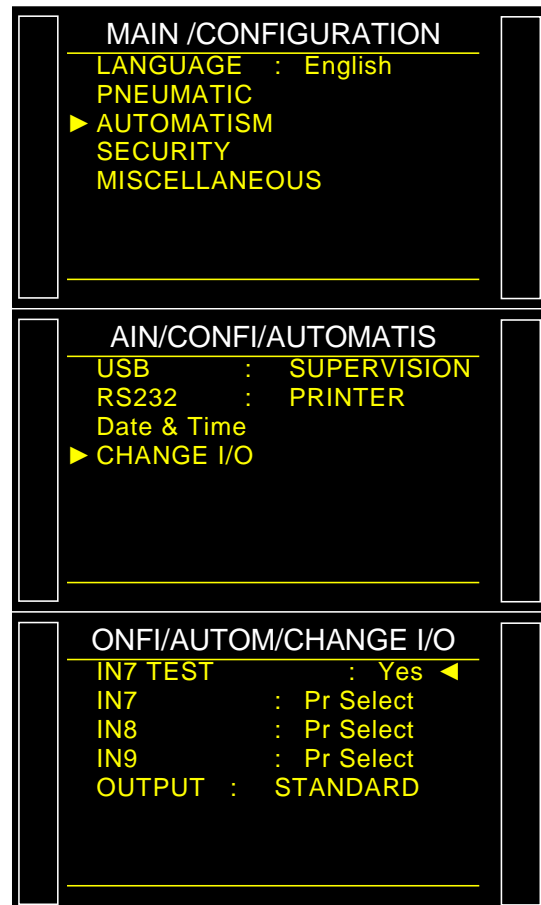 MAIN /CONFIGURATION
LANGUAGE : English
PNEUMATIC
► AUTOMATISM
SECURITY
MISCELLANEOUS
AIN/CONFI/AUTOMATIS
USB : SUPERVISION
RS232 : PRINTER
Date & Time
► CHANGE I/O
ONFI/AUTOM/CHANGE I/O
IN7 TEST : Yes ◄
IN7 : Pr Select
IN8 : Pr Select
IN9 : Pr Select
OUTPUT : STANDARD